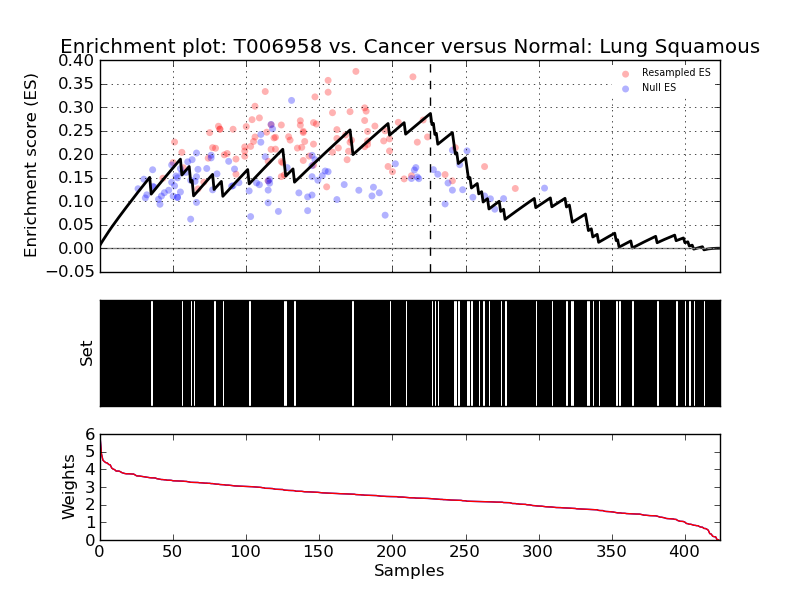 Enrichment plot: T006958 vs. Cancer versus Normal: Lung Squamous
Enrichment score (ES)
0.40
0.35
0.30
0.25
0.20
0.15
0.10
0.05
0.00
−0.05
Resampled ES
Null ES
Set
Weights
6
5
4
3
2
1
0
0 50 100 150 200 250 300 350 400
Samples